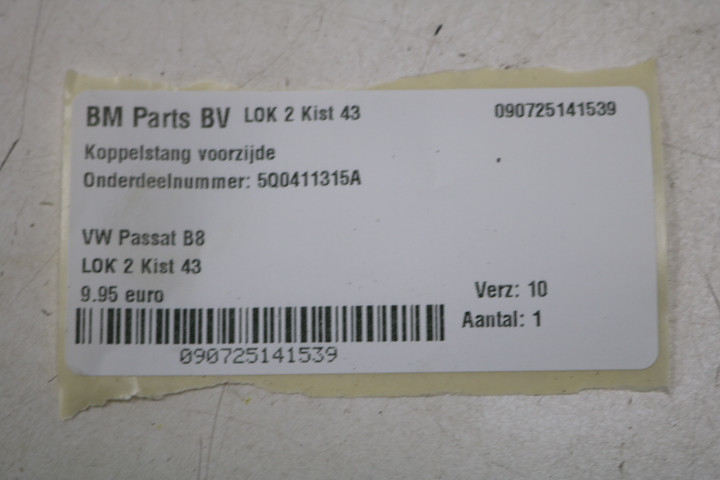 BM Parts BV LOK 2 Kist 43 090725141539
Koppelstang voorzijde
Onderdeelnummer: 5Q0411315A
VW Passat B8
LOK 2 Kist 43
9.95 euro Verz: 10
Aantal: 1
090725141539